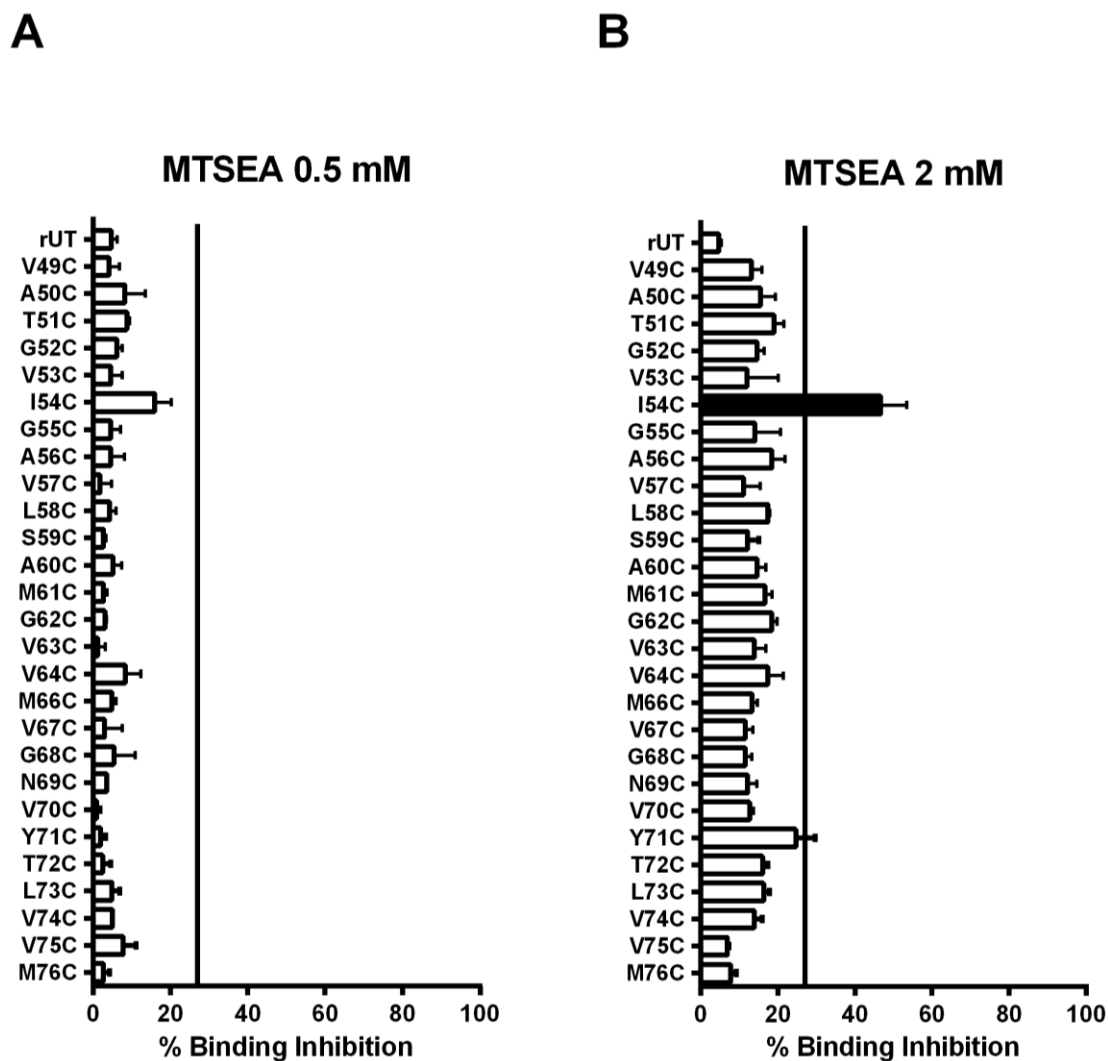 A
MTSEA 0.5 mM
rUT
V49C
A50C
T51C
G52C
V53C
I54C
G55C
A56C
V57C
L58C
S59C
A60C
M61C
G62C
V63C
V64C
M66C
V67C
G68C
N69C
V70C
Y71C
T72C
L73C
V74C
V75C
M76C
0 20 40 60 80 100
% Binding Inhibition
B
MTSEA 2 mM
rUT
V49C
A50C
T51C
G52C
V53C
I54C
G55C
A56C
V57C
L58C
S59C
A60C
M61C
G62C
V63C
V64C
M66C
V67C
G68C
N69C
V70C
Y71C
T72C
L73C
V74C
V75C
M76C
0 20 40 60 80 100
% Binding Inhibition